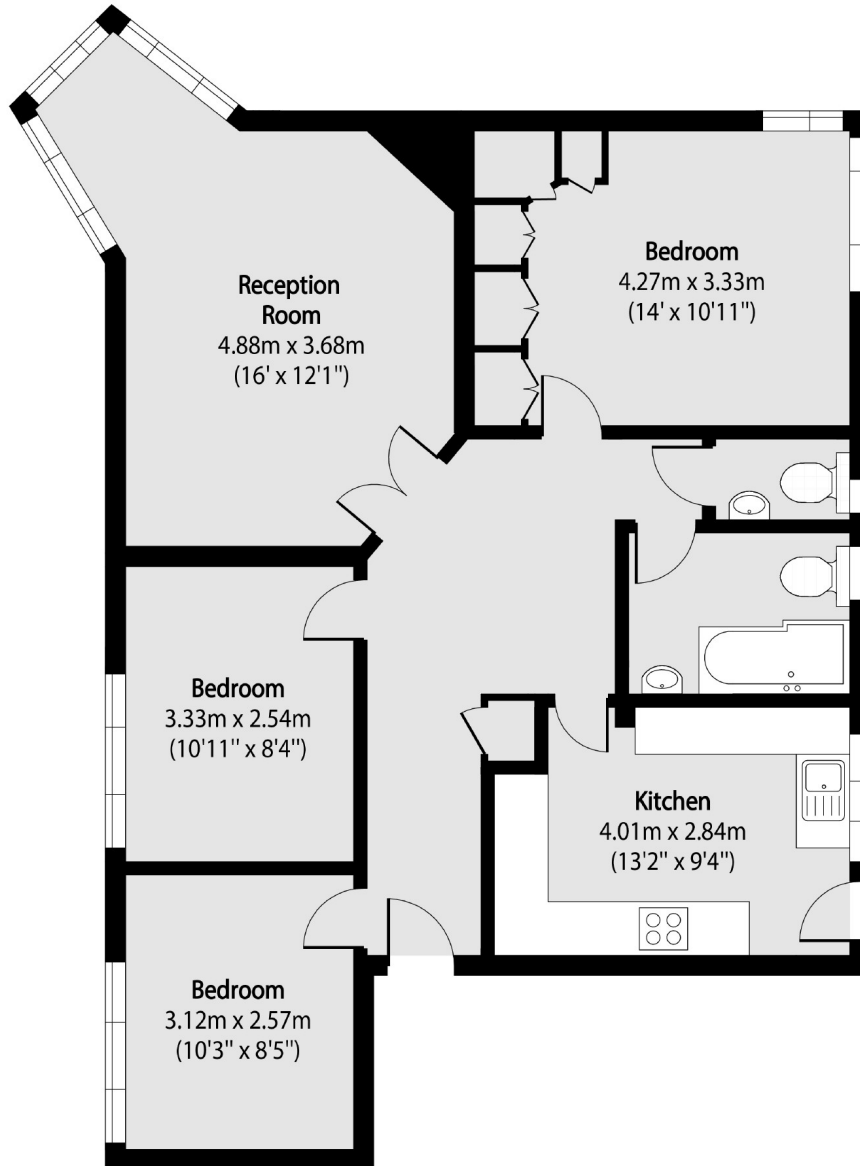 Reception
Room
4.88m x 3.68m
(16' x 12'1")
Bedroom
4.27m x 3.33m
(14' x 10'11")
Bedroom
3.33m x 2.54m
(10'11" x 8'4")
Kitchen
4.01m x 2.84m
(13'2" x 9'4")
Bedroom
3.12m x 2.57m
(10'3" x 8'5")